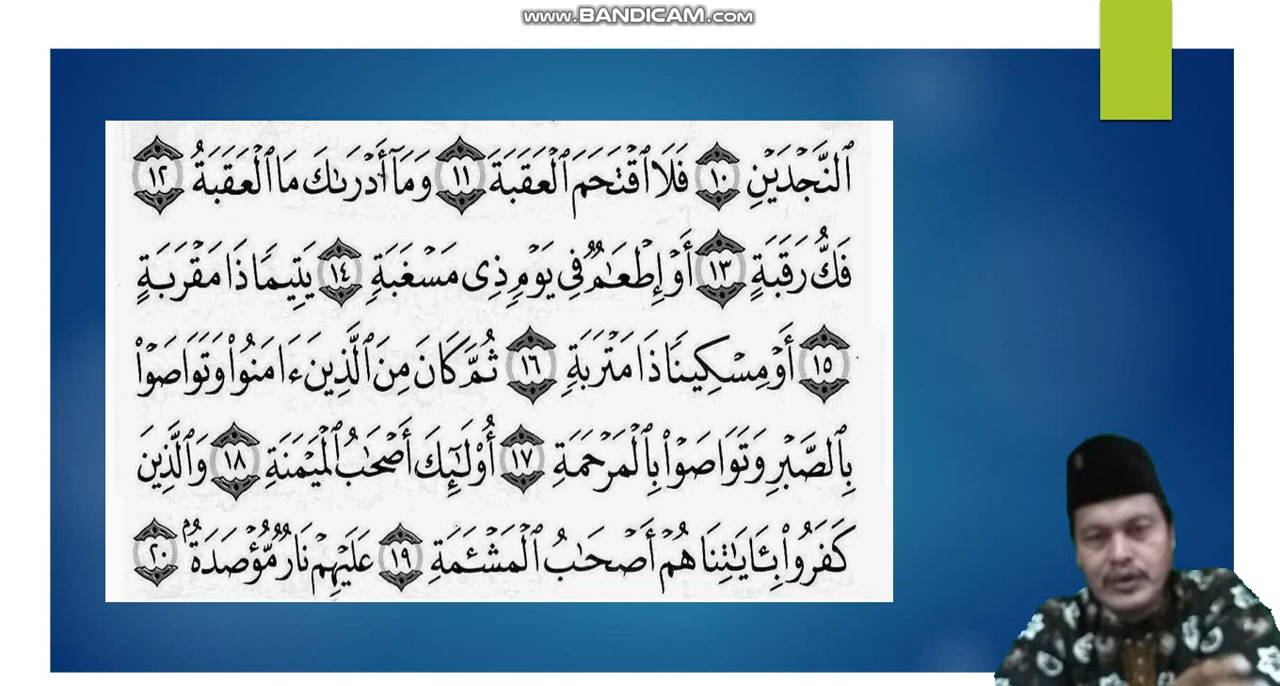 www.BANDICAM.com
ٱلنَّجْدَيْنِ ١٠ فَلَا ٱقْتَحَمَ ٱلْعَقَبَةَ ١١ وَمَآ أَدْرَىٰكَ مَا ٱلْعَقَبَةُ ١٢
فَكُّ رَقَبَةٍ ١٣ أَوْ إِطْعَٰمٌ فِى يَوْمٍ ذِى مَسْغَبَةٍ ١٤ يَتِيمًا ذَا مَقْرَبَةٍ
١٥ أَوْ مِسْكِينًا ذَا مَتْرَبَةٍ ١٦ ثُمَّ كَانَ مِنَ ٱلَّذِينَ ءَامَنُوا۟ وَتَوَاصَوْا۟
بِٱلصَّبْرِ وَتَوَاصَوْا۟ بِٱلْمَرْحَمَةِ ١٧ أُو۟لَٰٓئِكَ أَصْحَٰبُ ٱلْمَيْمَنَةِ ١٨ وَٱلَّذِينَ
كَفَرُوا۟ بِـَٔايَٰتِنَا هُمْ أَصْحَٰبُ ٱلْمَشْـَٔمَةِ ١٩ عَلَيْهِمْ نَارٌ مُّؤْصَدَةٌۢ ٢٠